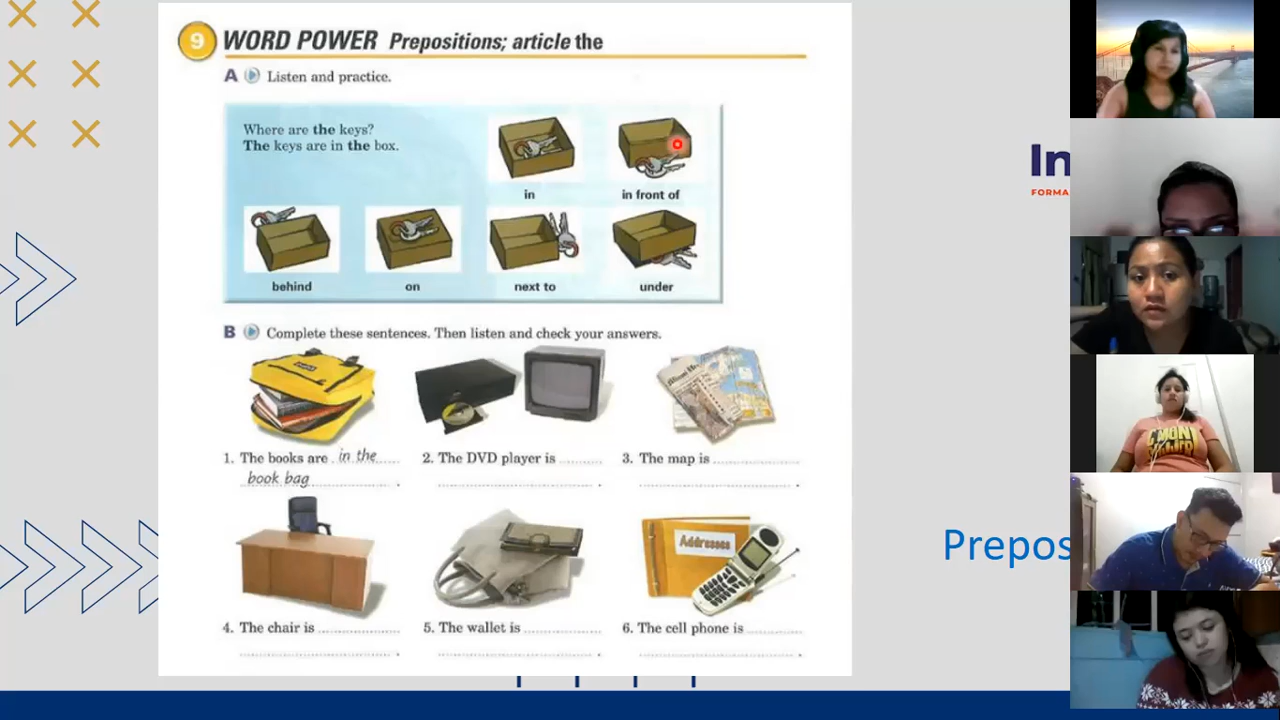 9 WORD POWER Prepositions; article the
A Listen and practice.
Where are the keys?
The keys are in the box.
in
in front of
behind
on
next to
under
B Complete these sentences. Then listen and check your answers.
Addresses
1. The books are in the
book bag.
2. The DVD player is
.
3. The map is
.
4. The chair is
.
5. The wallet is
.
6. The cell phone is
.
In
FORMA
Prepos
C'MON